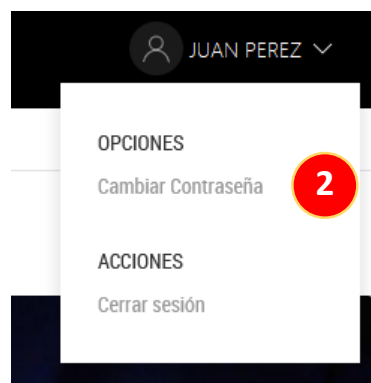 JUAN PEREZ
OPCIONES
Cambiar Contraseña
2
ACCIONES
Cerrar sesión